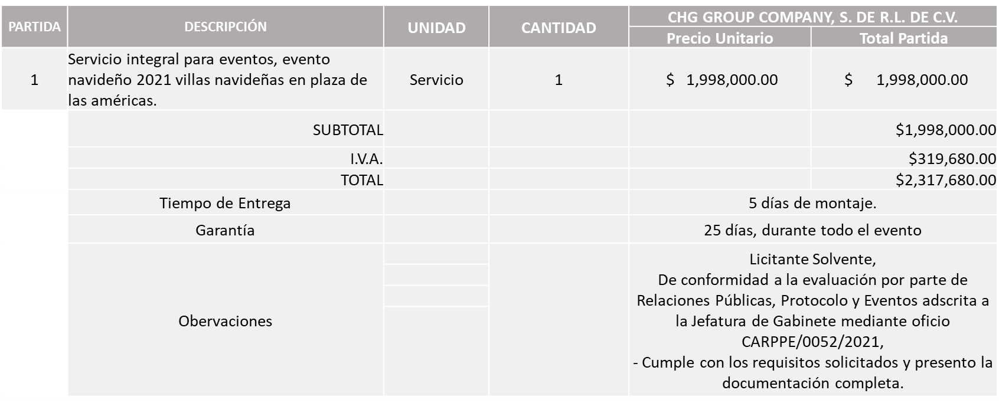 PARTIDA DESCRIPCIÓN UNIDAD CANTIDAD CHG GROUP COMPANY, S. DE R.L. DE C.V.
Precio Unitario Total Partida
1 Servicio integral para eventos, evento
navideño 2021 villas navideñas en plaza de
las américas. Servicio 1 $ 1,998,000.00 $ 1,998,000.00
SUBTOTAL $1,998,000.00
I.V.A. $319,680.00
TOTAL $2,317,680.00
Tiempo de Entrega 5 días de montaje.
Garantía 25 días, durante todo el evento
Obervaciones Licitante Solvente,
De conformidad a la evaluación por parte de
Relaciones Públicas, Protocolo y Eventos adscrita a
la Jefatura de Gabinete mediante oficio
CARPPE/0052/2021,
- Cumple con los requisitos solicitados y presento la
documentación completa.